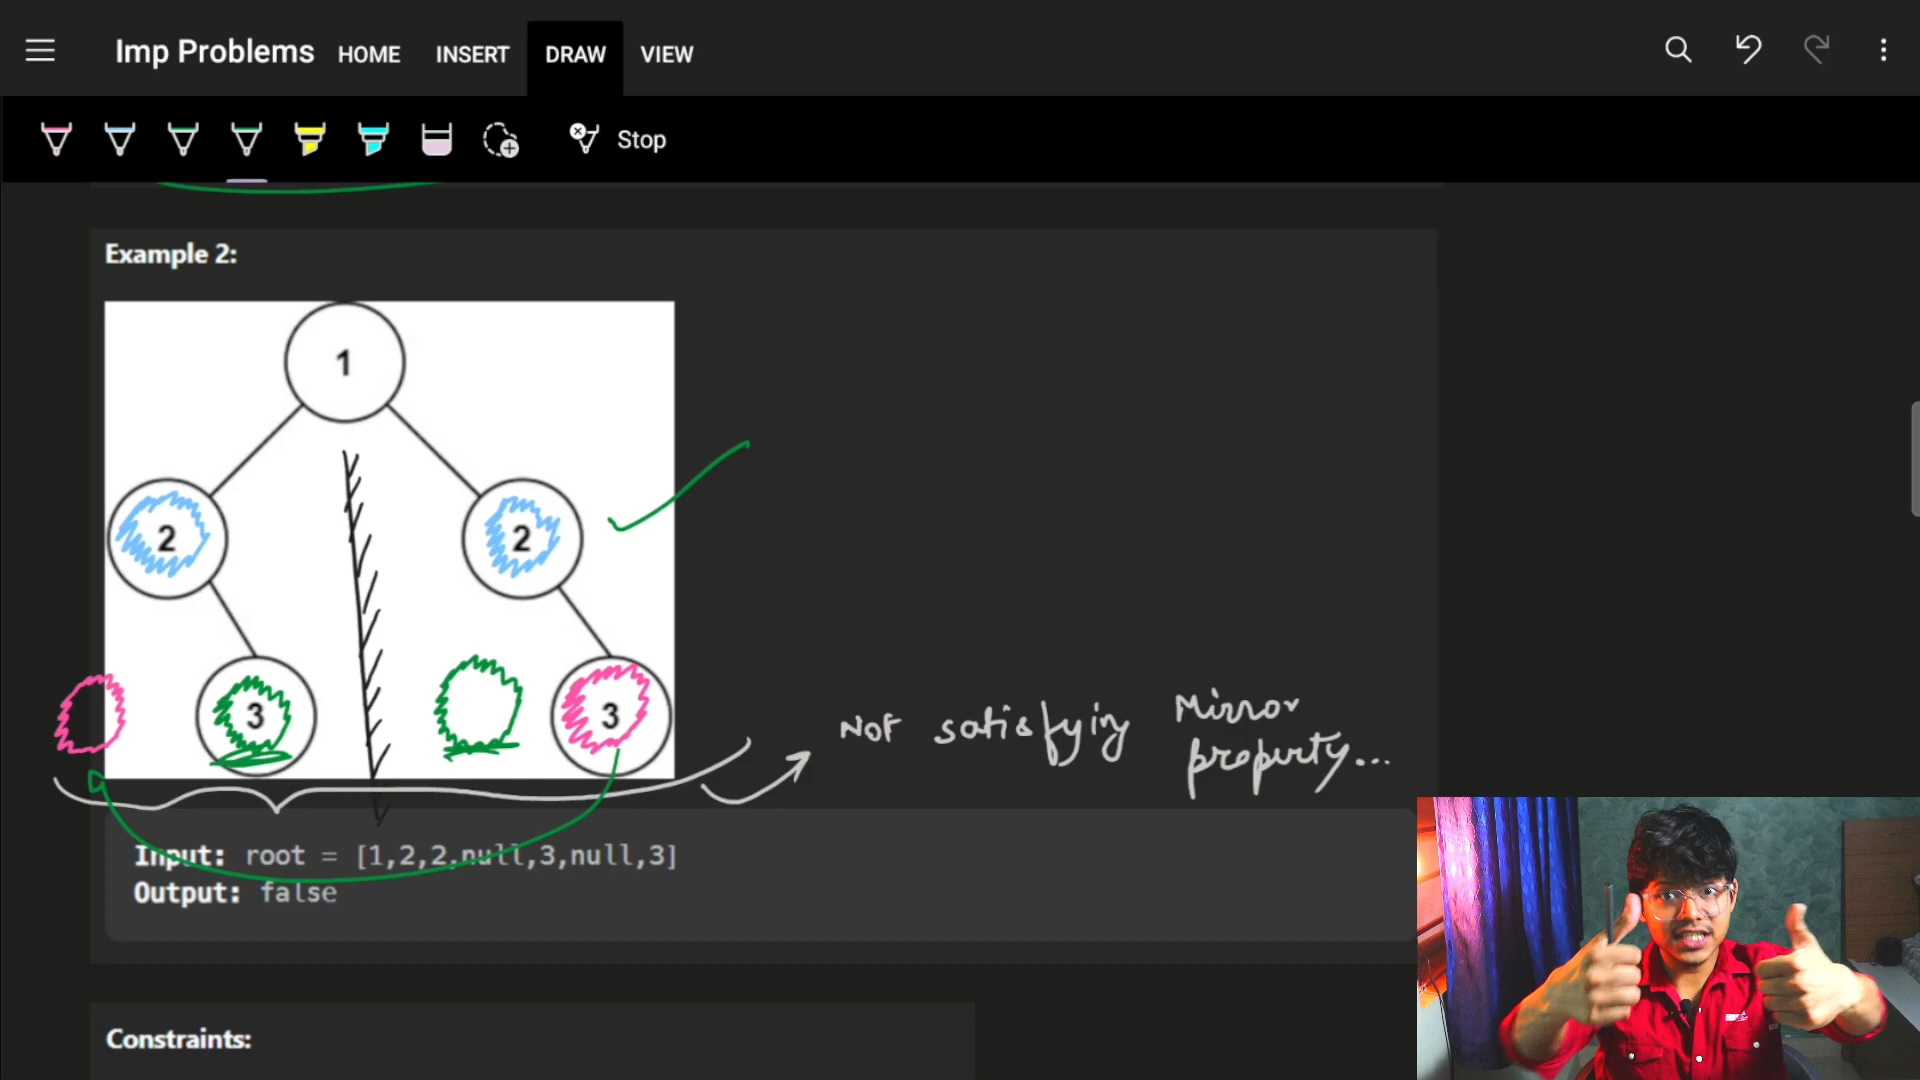 Imp Problems HOME INSERT DRAW VIEW
Stop
Example 2:
1
2 2
3 3
Not satisfying Mirror
property...
Input: root = [1,2,2,null,3,null,3]
Output: false
Constraints: